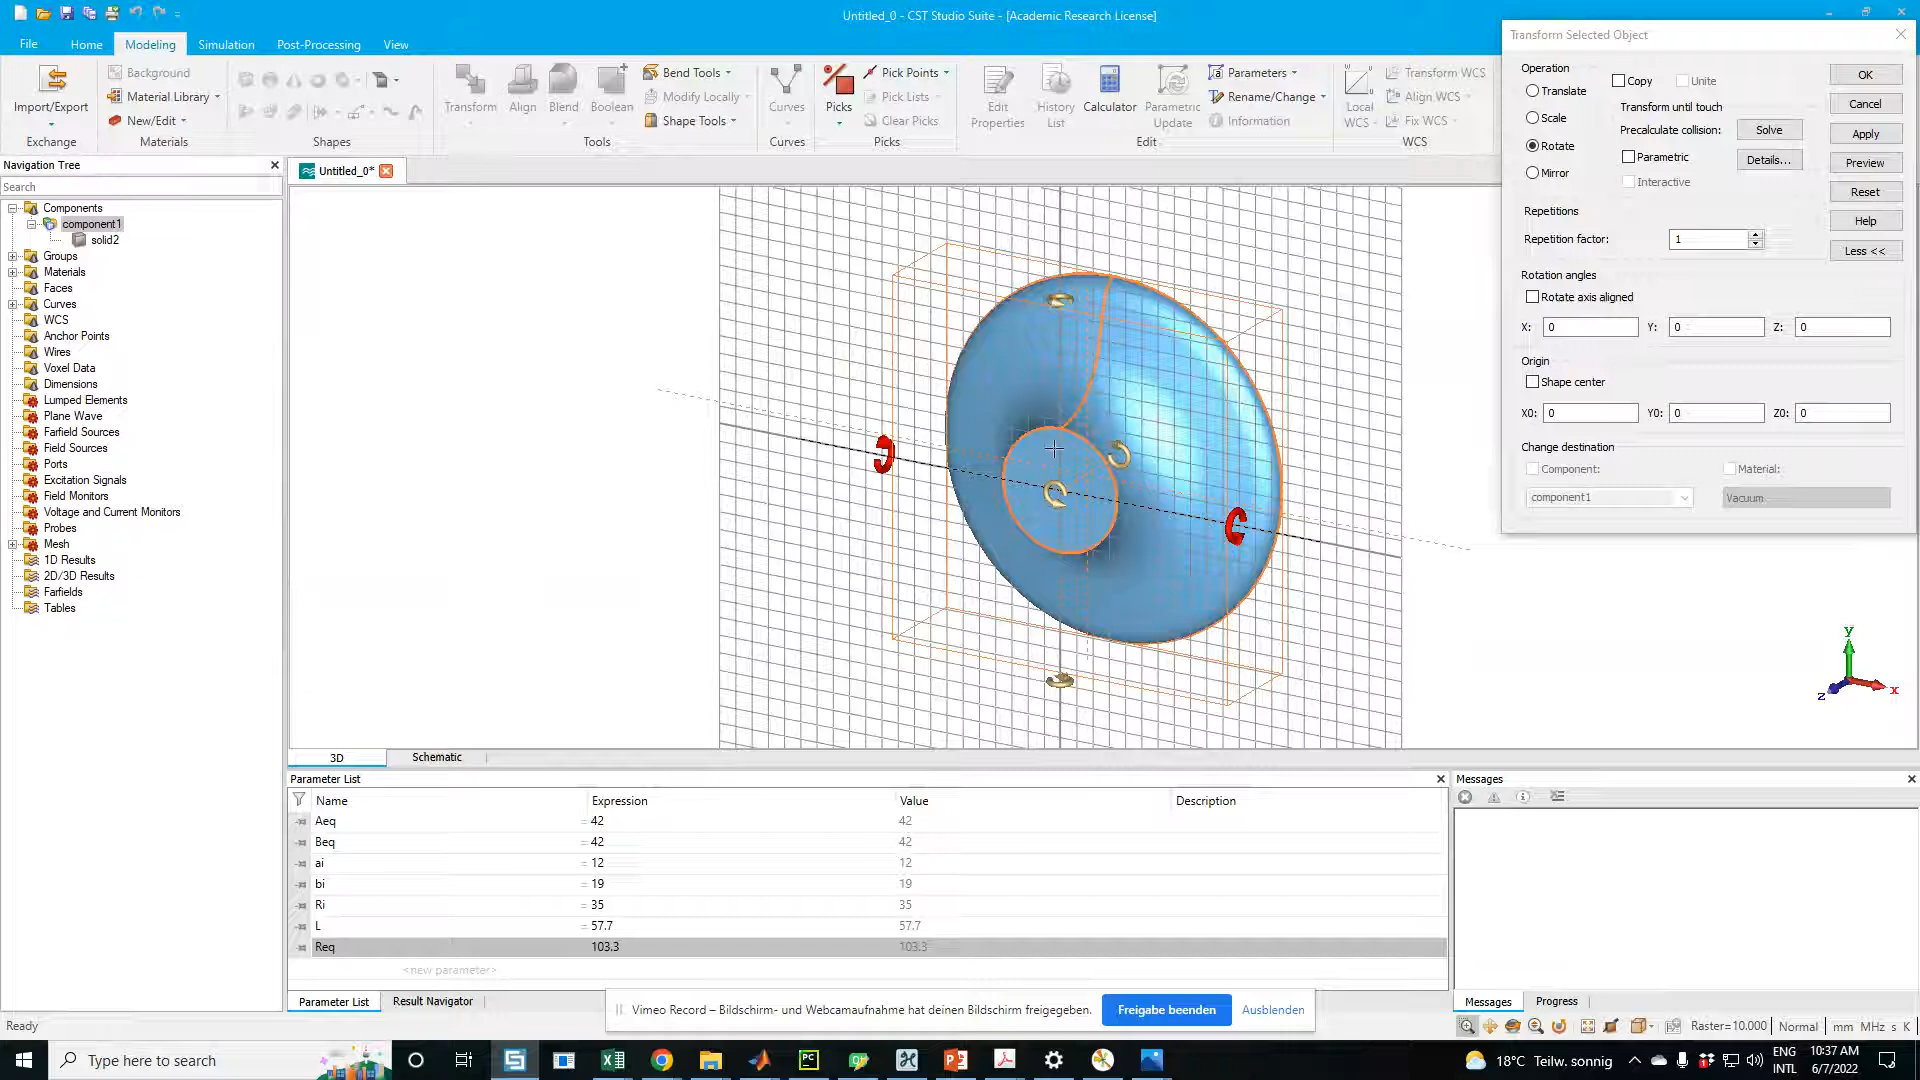 Untitled_0 - CST Studio Suite - [Academic Research License]
File Home Modeling Simulation Post-Processing View
Import/Export
Exchange
Background
Material Library
New/Edit
Materials
Shapes
Transform
Align
Blend
Boolean
Bend Tools
Modify Locally
Shape Tools
Tools
Curves
Curves
Picks
Pick Points
Pick Lists
Clear Picks
Picks
Edit Properties
History List
Calculator
Parametric Update
Parameters
Rename/Change
Information
Edit
Local WCS
Transform WCS
Align WCS
Fix WCS
WCS
Transform Selected Object
Operation
Translate
Scale
Rotate
Mirror
Copy
Unite
Transform until touch
Precalculate collision:
Solve
Parametric
Details...
Interactive
OK
Cancel
Apply
Preview
Reset
Help
Less <<
Repetitions
Repetition factor: 1
Rotation angles
Rotate axis aligned
X: 0 Y: 0 Z: 0
Origin
Shape center
X0: 0 Y0: 0 Z0: 0
Change destination
Component:
Material:
component1
Vacuum
Navigation Tree
Search
Components
component1
solid2
Groups
Materials
Faces
Curves
WCS
Anchor Points
Wires
Voxel Data
Dimensions
Lumped Elements
Plane Wave
Farfield Sources
Field Sources
Ports
Excitation Signals
Field Monitors
Voltage and Current Monitors
Probes
Mesh
1D Results
2D/3D Results
Farfields
Tables
Untitled_0*
y
x
z
3D Schematic
Parameter List
Name Expression Value Description
Aeq = 42 42
Beq = 42 42
ai = 12 12
bi = 19 19
Ri = 35 35
L = 57.7 57.7
Req 103.3 103.3
<new parameter>
Parameter List Result Navigator
Messages
Messages Progress
Vimeo Record – Bildschirm- und Webcamaufnahme hat deinen Bildschirm freigegeben.
Freigabe beenden
Ausblenden
Ready
Raster=10.000 Normal mm MHz s K
Type here to search
18°C Teilw. sonnig
ENG
INTL
10:37 AM
6/7/2022